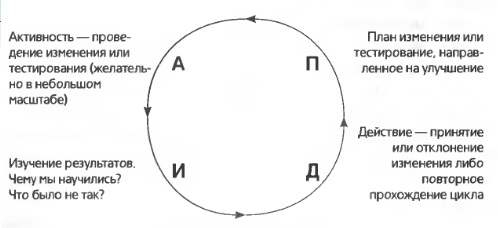 Активность — прове-
дение изменения или
тестирования (желатель-
но в небольшом
масштабе)
План изменения или
тестирование, направ-
ленное на улучшение
А
П
Изучение результатов.
Чему мы научились?
Что было не так?
Действие — принятие
или отклонение
изменения либо
повторное
прохождение цикла
И
Д